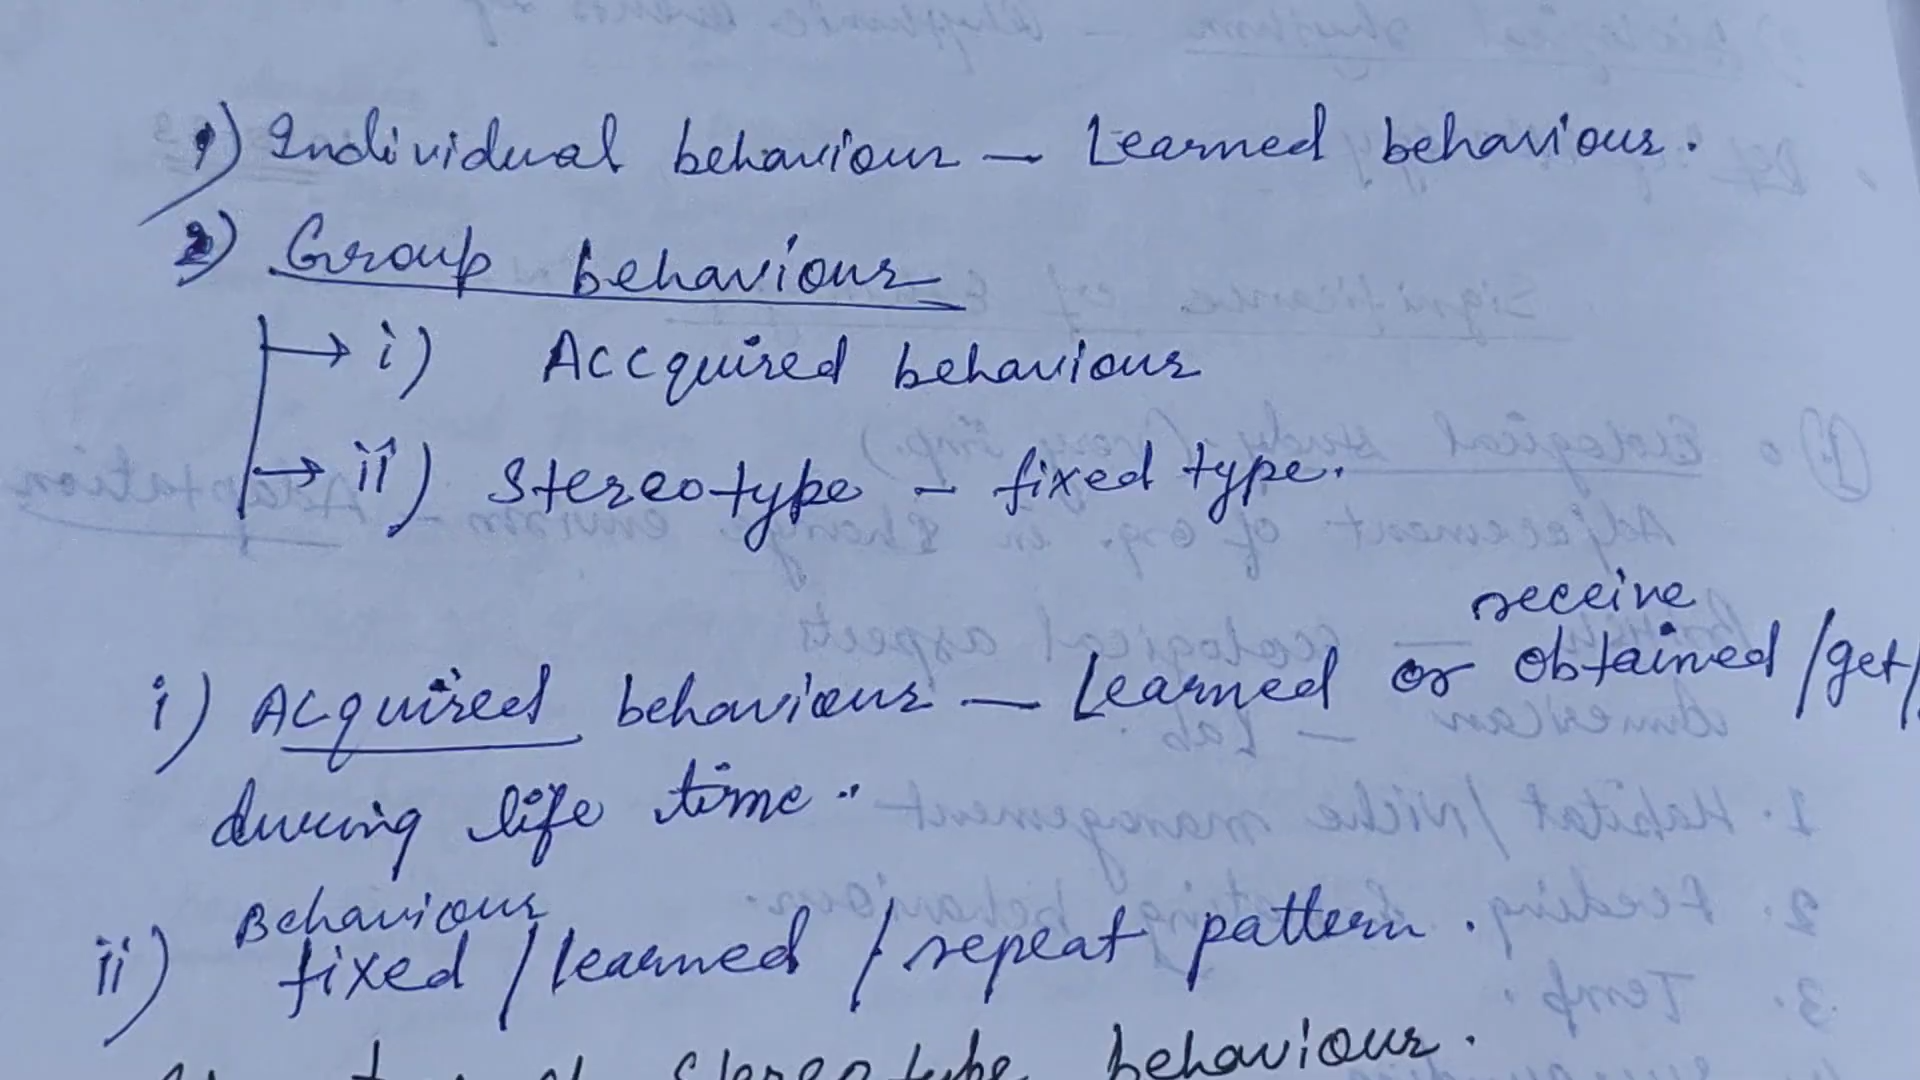 1) Individual behaviour — Learned behaviour.
2) Group behaviour
→ i) Accquired behaviour
→ ii) Stereotype - fixed type.
receive
i) Acquired behaviour — Learned or obtained /get/
during life time.
Behaviour
ii) fixed / learned / repeat pattern.
stereotype behaviour.